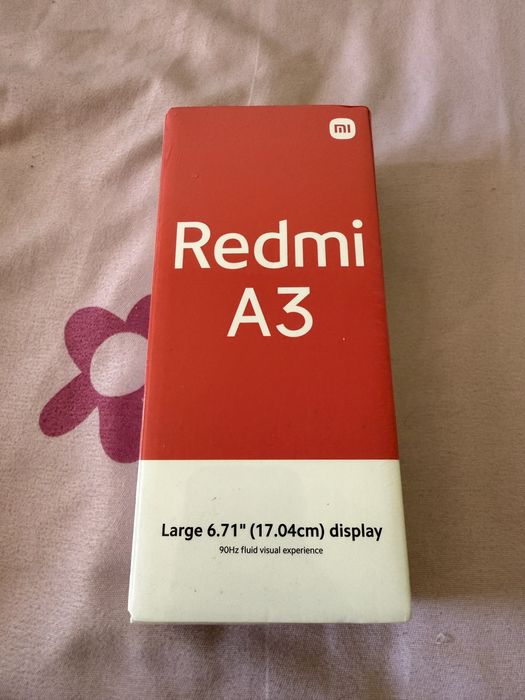 mi
Redmi
A3
Large 6.71" (17.04cm) display
90Hz fluid visual experience